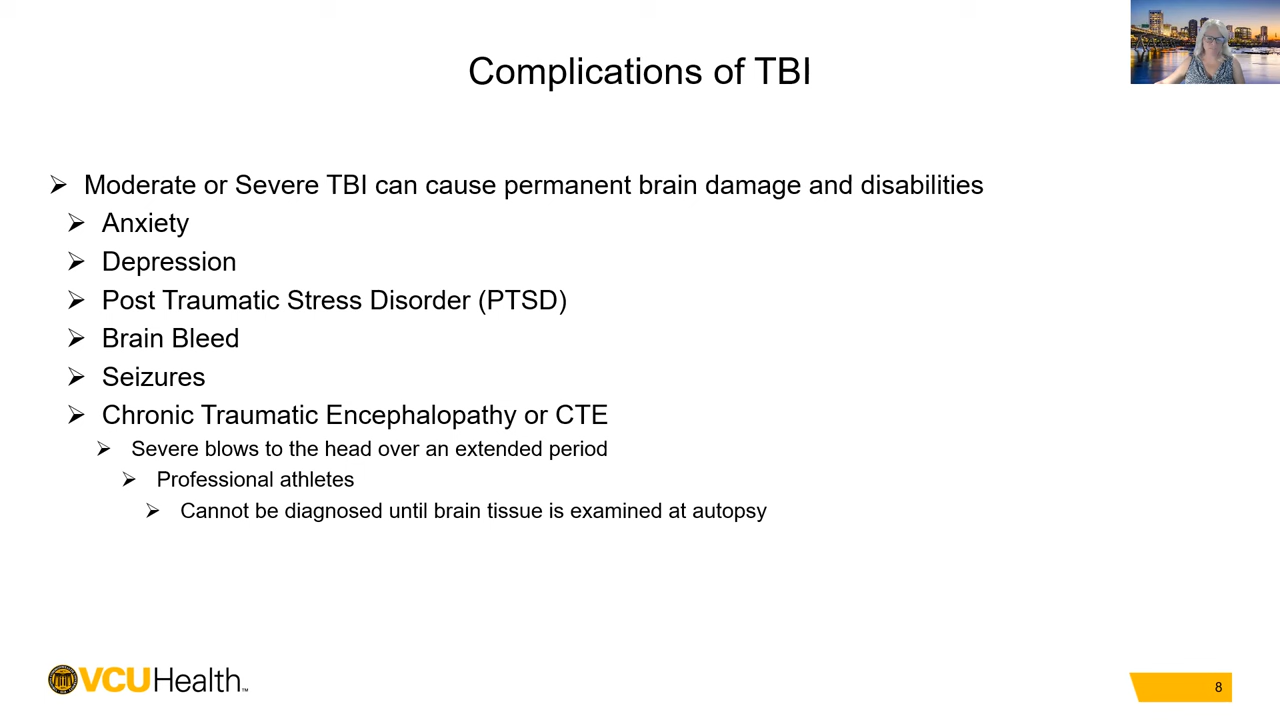 Complications of TBI
Moderate or Severe TBI can cause permanent brain damage and disabilities
Anxiety
Depression
Post Traumatic Stress Disorder (PTSD)
Brain Bleed
Seizures
Chronic Traumatic Encephalopathy or CTE
Severe blows to the head over an extended period
Professional athletes
Cannot be diagnosed until brain tissue is examined at autopsy
VCUHealth™
8